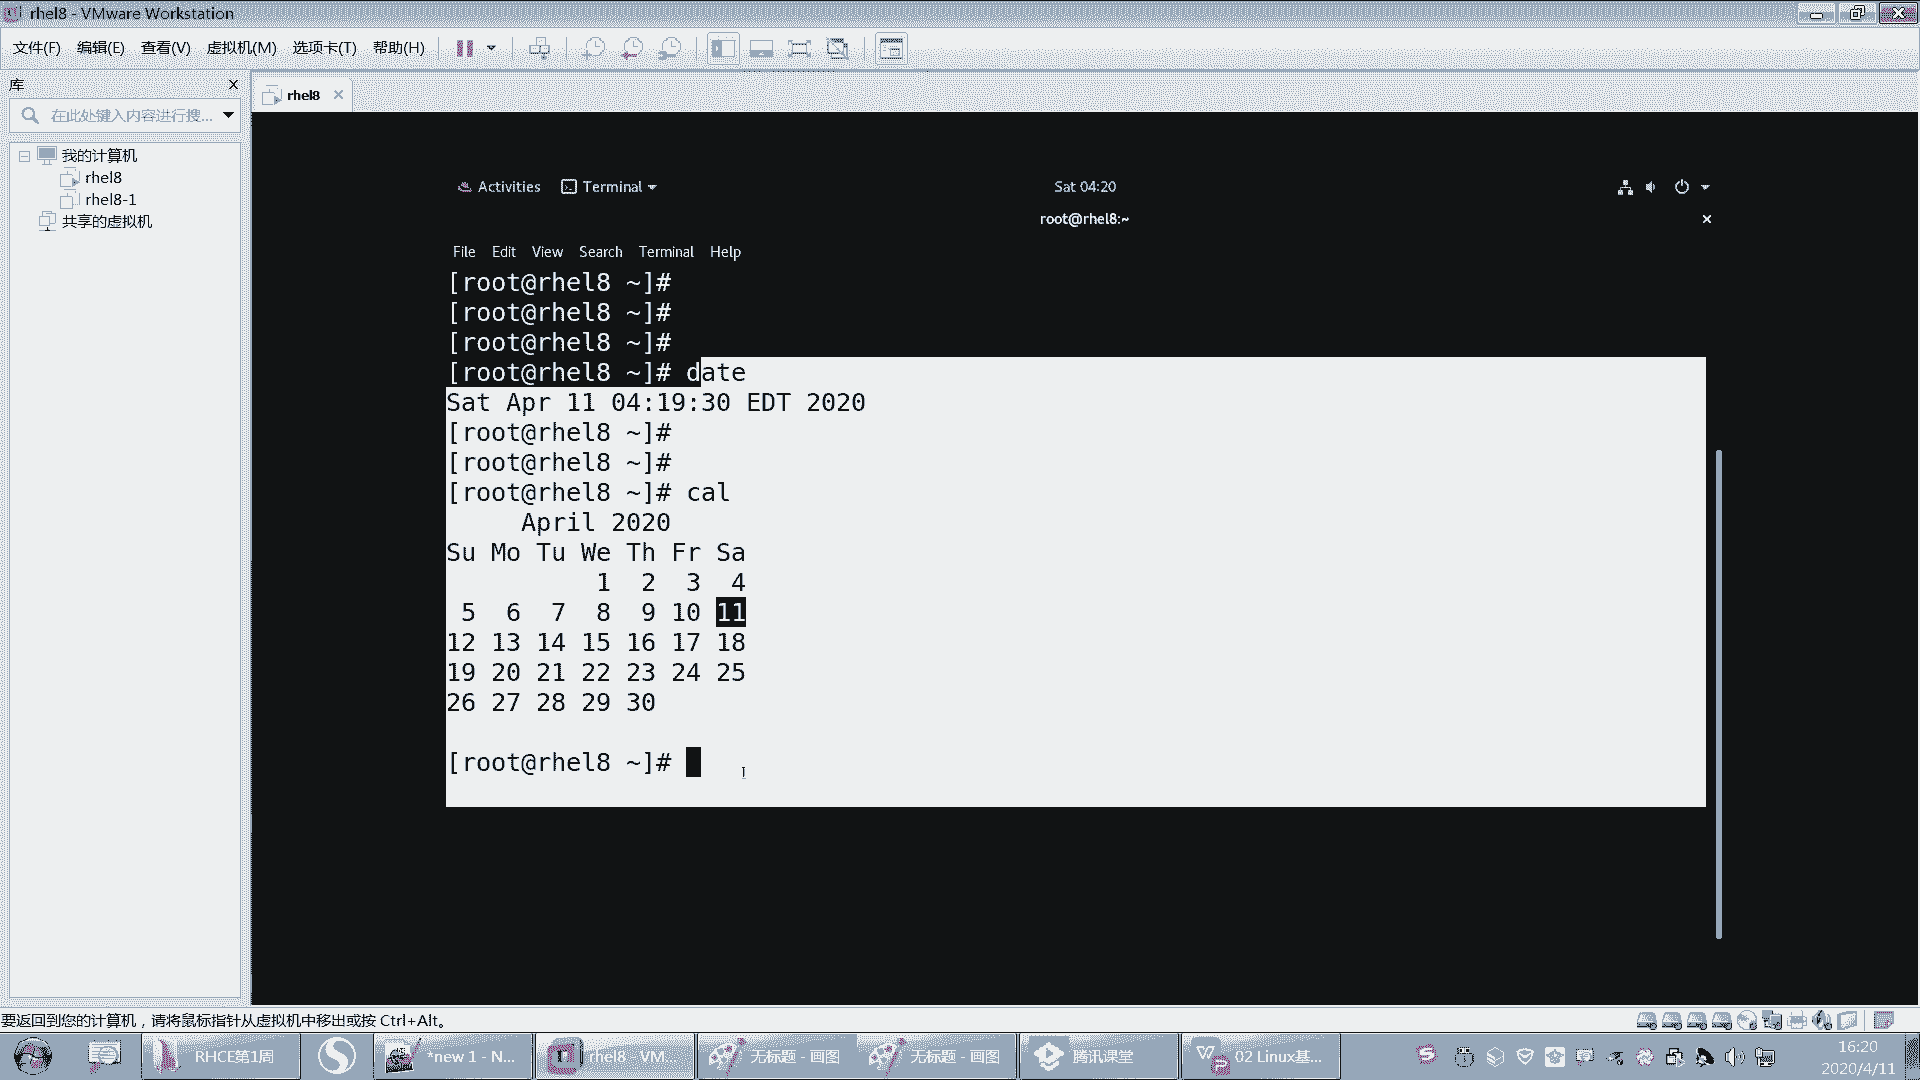 rhel8 - VMware Workstation
文件(F) 编辑(E) 查看(V) 虚拟机(M) 选项卡(T) 帮助(H)
库
在此处键入内容进行搜...
我的计算机
rhel8
rhel8-1
共享的虚拟机
rhel8
Activities Terminal Sat 04:20
root@rhel8:~
File Edit View Search Terminal Help
[root@rhel8 ~]#
[root@rhel8 ~]#
[root@rhel8 ~]#
[root@rhel8 ~]# date
Sat Apr 11 04:19:30 EDT 2020
[root@rhel8 ~]#
[root@rhel8 ~]#
[root@rhel8 ~]# cal
April 2020
Su Mo Tu We Th Fr Sa
1 2 3 4
5 6 7 8 9 10 11
12 13 14 15 16 17 18
19 20 21 22 23 24 25
26 27 28 29 30
[root@rhel8 ~]#
要返回到您的计算机，请将鼠标指针从虚拟机中移出或按 Ctrl+Alt。
RHCE第1周 *new 1 - N... rhel8 - VM... 无标题 - 画图 无标题 - 画图 腾讯课堂 02 Linux基...
16:20
2020/4/11